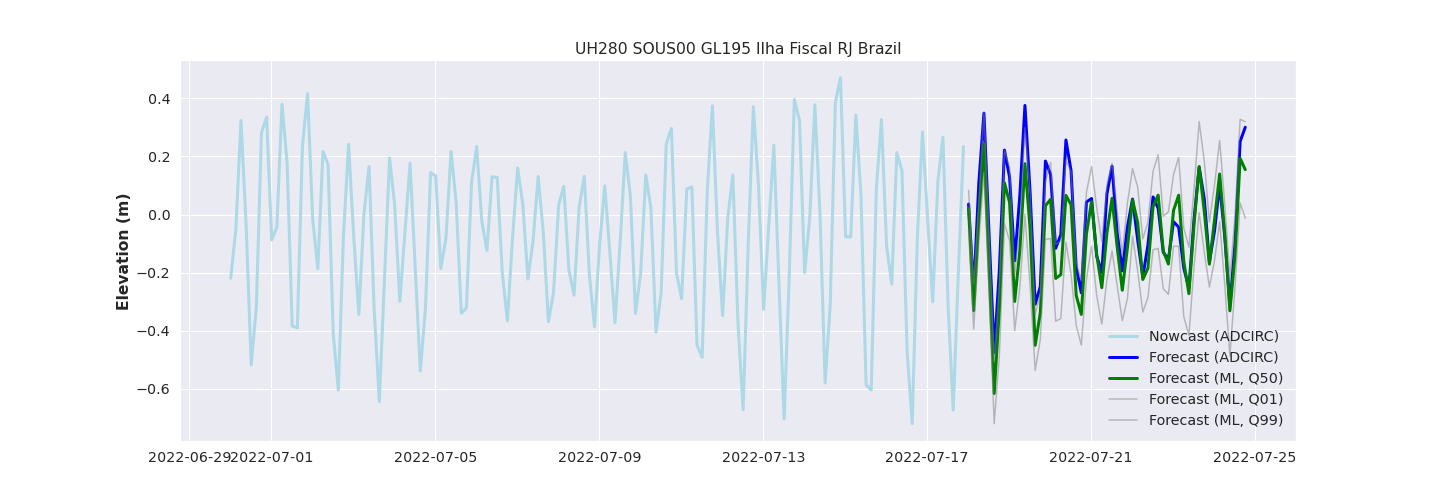 UH280 SOUS00 GL195 Ilha Fiscal RJ Brazil
Elevation (m)
0.4
0.2
0.0
−0.2
−0.4
−0.6
Nowcast (ADCIRC)
Forecast (ADCIRC)
Forecast (ML, Q50)
Forecast (ML, Q01)
Forecast (ML, Q99)
2022-06-29 2022-07-01 2022-07-05 2022-07-09 2022-07-13 2022-07-17 2022-07-21 2022-07-25